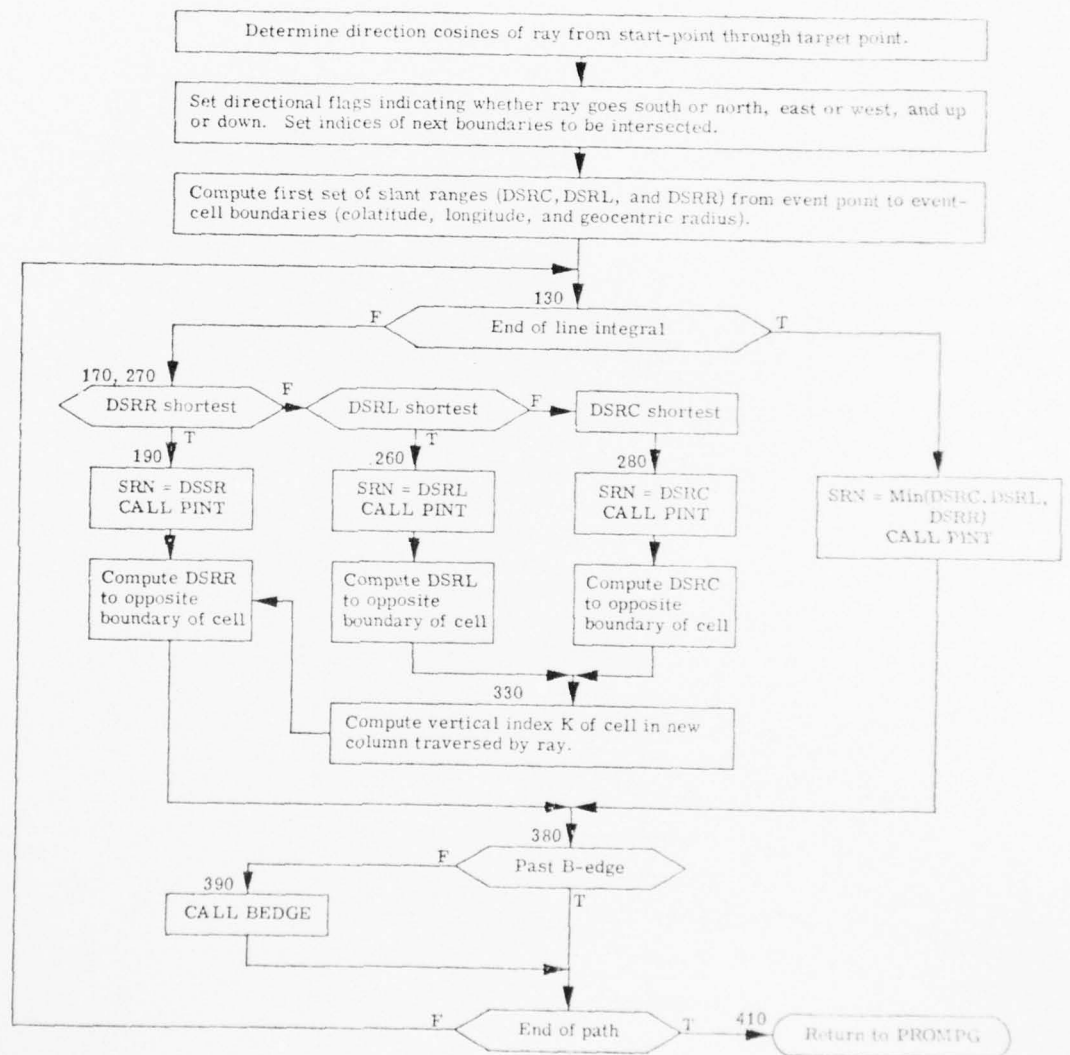 Determine direction cosines of ray from start-point through target point.
Set directional flags indicating whether ray goes south or north, east or west, and up
or down. Set indices of next boundaries to be intersected.
Compute first set of slant ranges (DSRC, DSRL, and DSRR) from event point to event-
cell boundaries (colatitude, longitude, and geocentric radius).
130
F
End of line integral
T
170, 270
DSRR shortest
F
DSRL shortest
F
DSRC shortest
T
T
190
260
280
SRN = DSSR
CALL PINT
SRN = DSRL
CALL PINT
SRN = DSRC
CALL PINT
SRN = Min(DSRC, DSRL,
DSRR)
CALL PINT
Compute DSRR
to opposite
boundary of cell
Compute DSRL
to opposite
boundary of cell
Compute DSRC
to opposite
boundary of cell
330
Compute vertical index K of cell in new
column traversed by ray.
380
F
Past B-edge
T
390
CALL BEDGE
F
End of path
T
410
Return to PROMPG